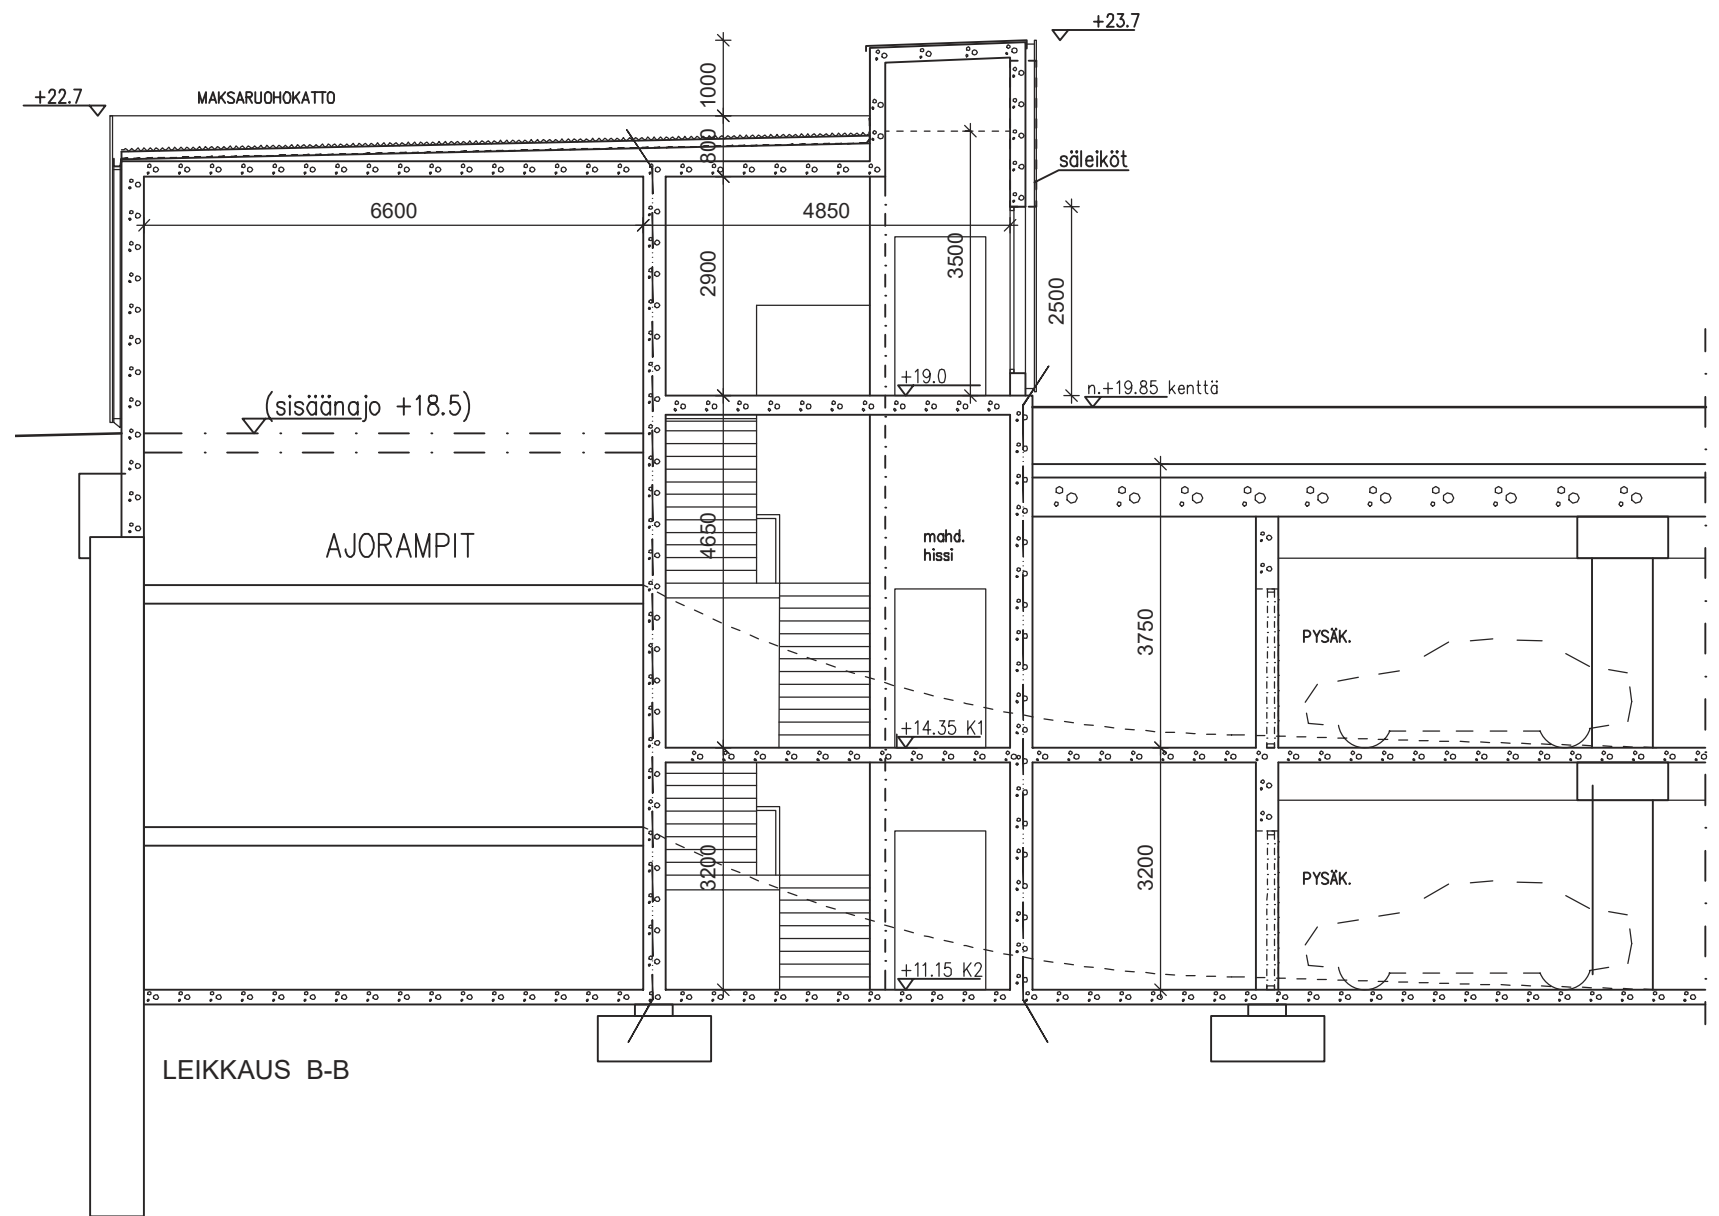 +23.7
+22.7
MAKSARUOHOKATTO
1000
800
säleiköt
6600
4850
2900
3500
2500
+19.0
n.+19.85 kenttä
(sisäänajo +18.5)
AJORAMPIT
4650
mahd.
hissi
3750
PYSÄK.
+14.35 K1
3200
3200
PYSÄK.
+11.15 K2
LEIKKAUS B-B